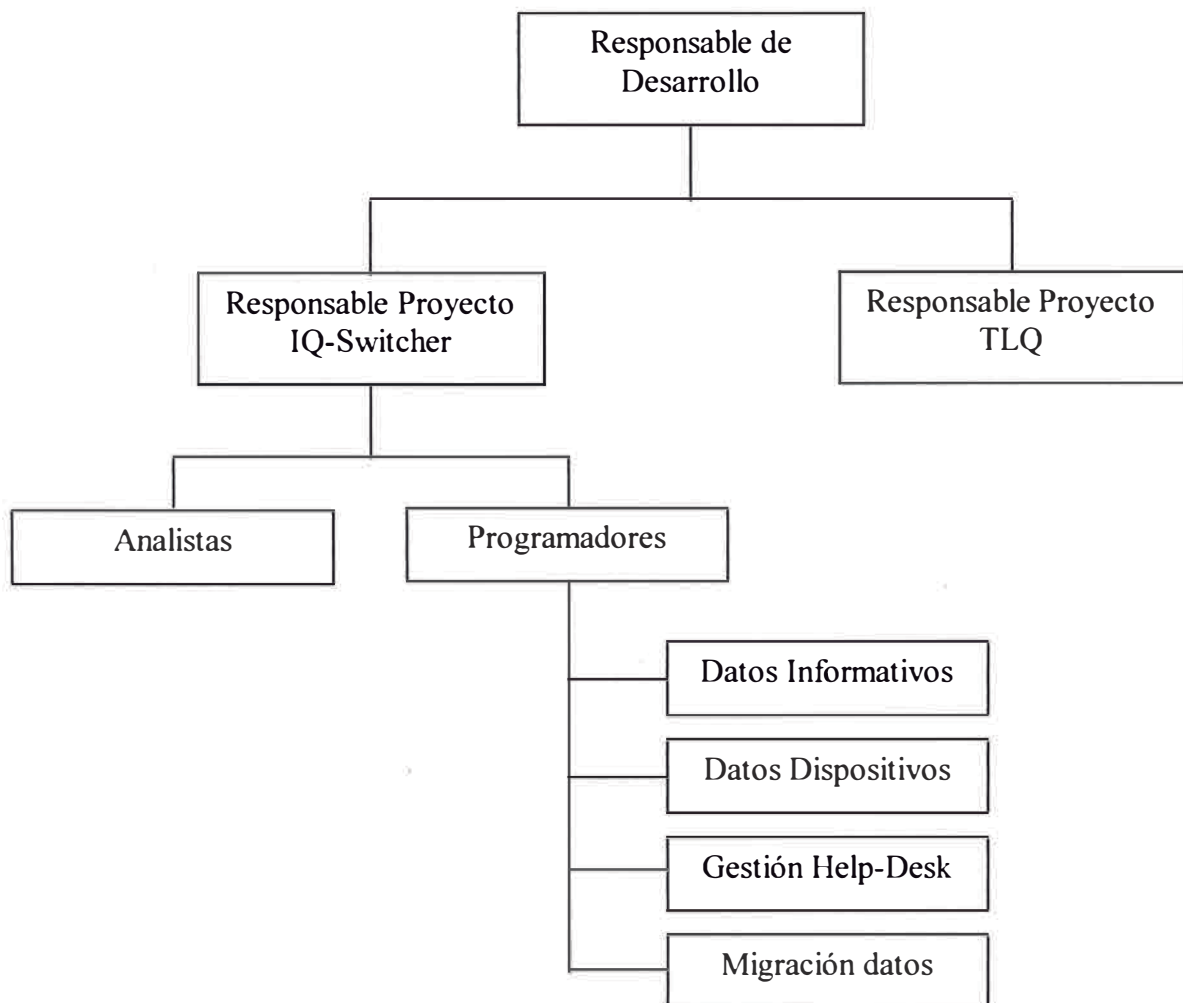 Responsable de
Desarrollo
Responsable Proyecto
IQ-Switcher
Responsable Proyecto
TLQ
Analistas
Programadores
Datos Informativos
Datos Dispositivos
Gestión Help-Desk
Migración datos